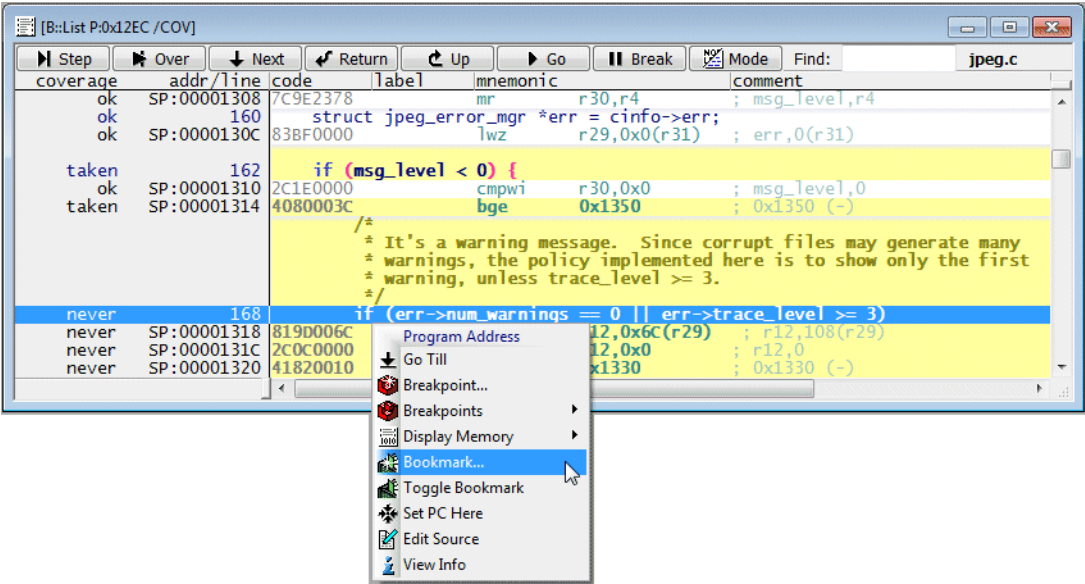 [B::List P:0x12EC /COV]
Step Over Next Return Up Go Break Mode Find: jpeg.c
coverage addr/line code label mnemonic comment
ok SP:00001308 7C9E2378 mr r30,r4 ; msg_level,r4
ok 160 struct jpeg_error_mgr *err = cinfo->err;
ok SP:0000130C 83BF0000 lwz r29,0x0(r31) ; err,0(r31)
taken 162 if (msg_level < 0) {
ok SP:00001310 2C1E0000 cmpwi r30,0x0 ; msg_level,0
taken SP:00001314 4080003C bge 0x1350 ; 0x1350 (-)
/*
* It's a warning message. Since corrupt files may generate many
* warnings, the policy implemented here is to show only the first
* warning, unless trace_level >= 3.
*/
never 168 if (err->num_warnings == 0 || err->trace_level >= 3)
never SP:00001318 819D006C 12,0x6C(r29) ; r12,108(r29)
never SP:0000131C 2C0C0000 12,0x0 ; r12,0
never SP:00001320 41820010 x1330 ; 0x1330 (-)
Program Address
Go Till
Breakpoint...
Breakpoints
Display Memory
Bookmark...
Toggle Bookmark
Set PC Here
Edit Source
View Info